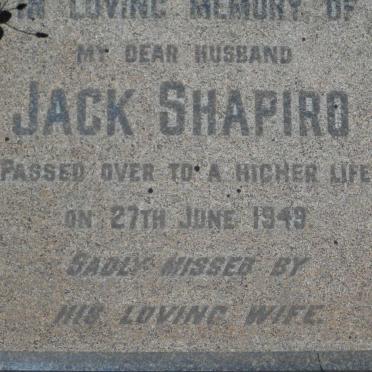 IN LOVING MEMORY OF
MY DEAR HUSBAND
JACK SHAPIRO
PASSED OVER TO A HIGHER LIFE
ON 27TH JUNE 1949.
SADLY MISSED BY
HIS LOVING WIFE.